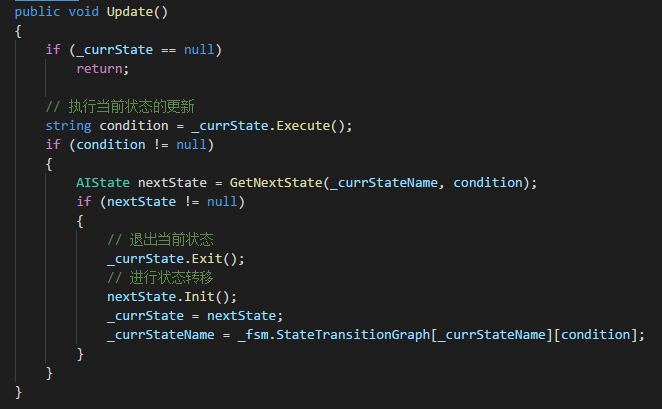 public void Update()
{
if (_currState == null)
return;
// 执行当前状态的更新
string condition = _currState.Execute();
if (condition != null)
{
AIState nextState = GetNextState(_currStateName, condition);
if (nextState != null)
{
// 退出当前状态
_currState.Exit();
// 进行状态转移
nextState.Init();
_currState = nextState;
_currStateName = _fsm.StateTransitionGraph[_currStateName][condition];
}
}
}